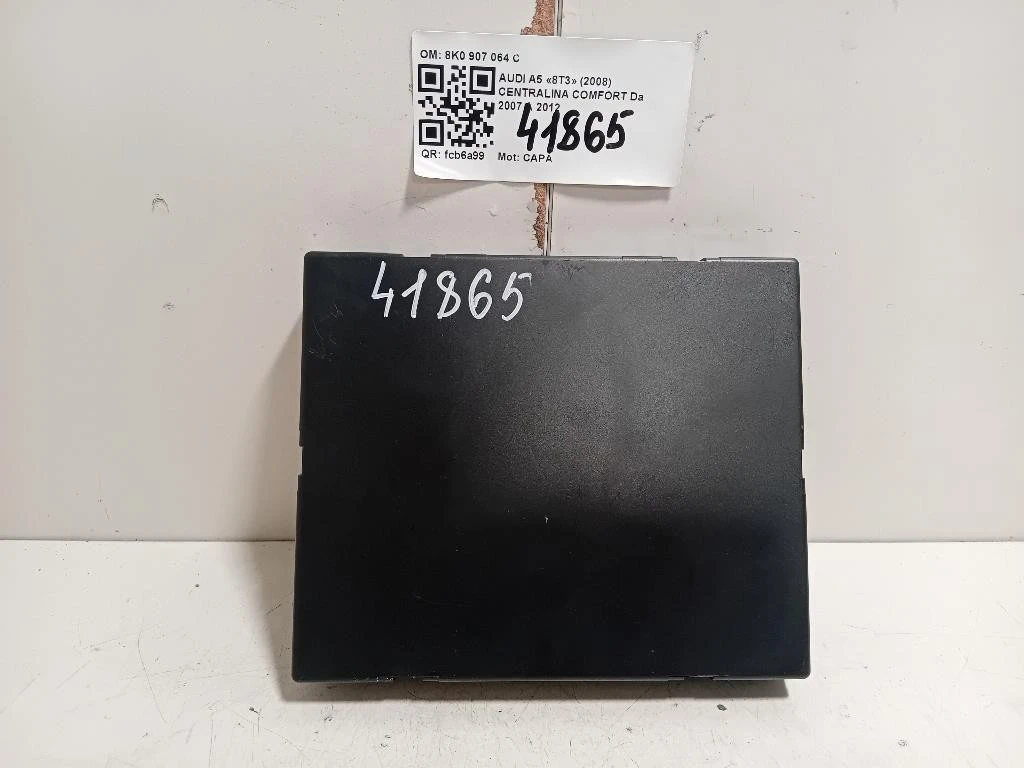 OM: 8K0 907 064 C
AUDI A5 «8T3» (2008)
CENTRALINA COMFORT Da
2007 A 2012
41865
QR: fcb6a99 Mot: CAPA
41865